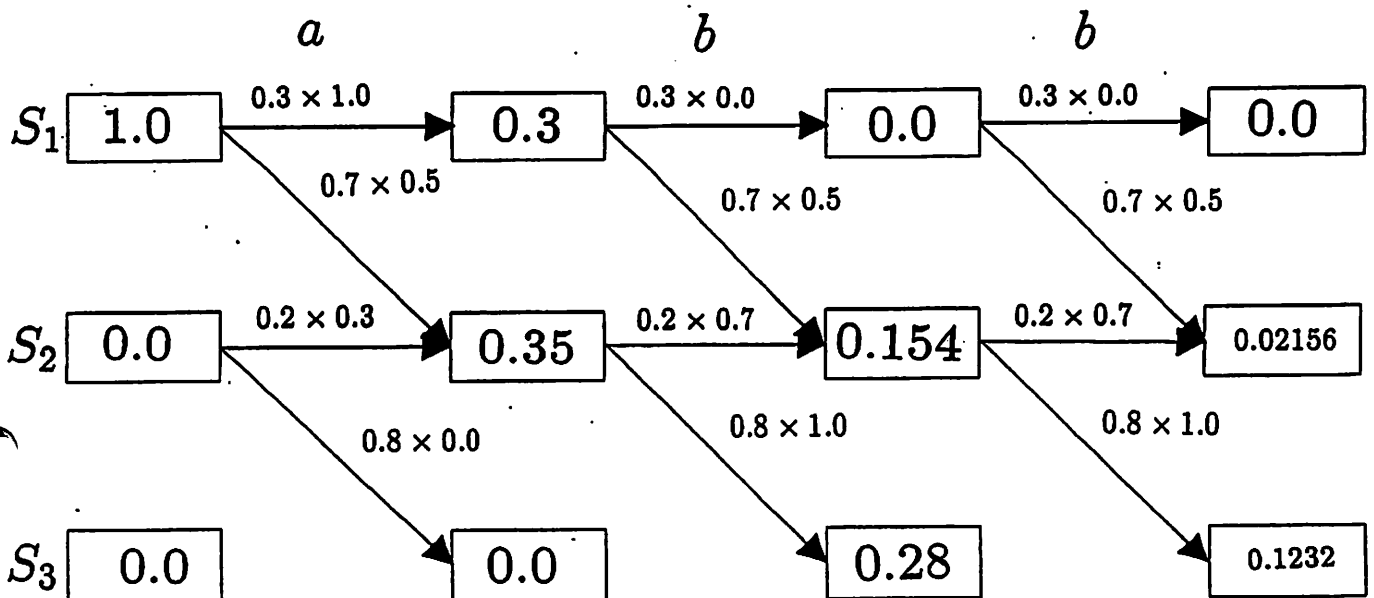 a b b
0.3 × 1.0 0.3 × 0.0 0.3 × 0.0
S1 1.0 0.3 0.0 0.0
0.7 × 0.5 0.7 × 0.5 0.7 × 0.5
0.2 × 0.3 0.2 × 0.7 0.2 × 0.7
S2 0.0 0.35 0.154 0.02156
0.8 × 0.0 0.8 × 1.0 0.8 × 1.0
S3 0.0 0.0 0.28 0.1232